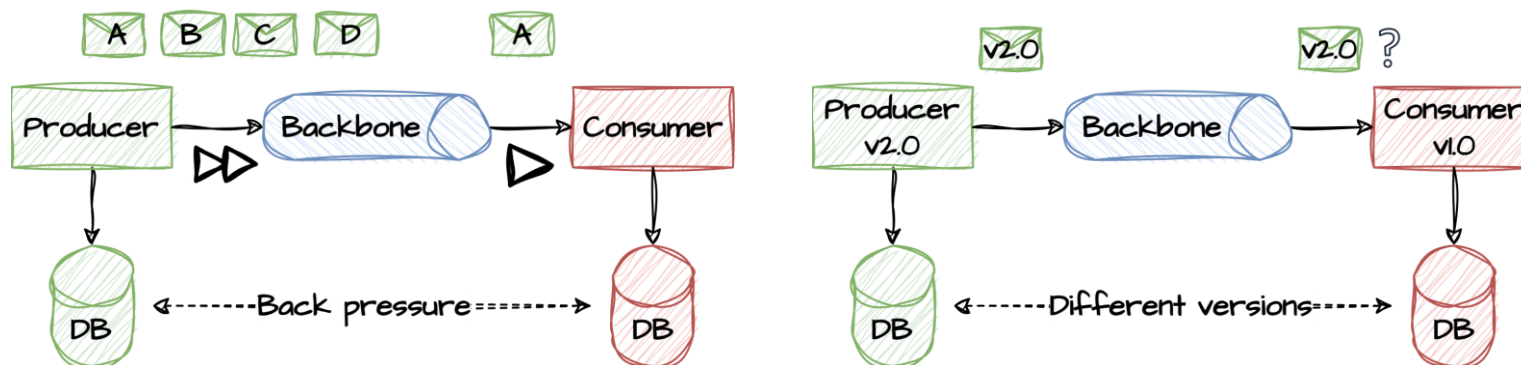 A B C D A
Producer Backbone Consumer
DB Back pressure DB
v2.0 v2.0 ?
Producer
v2.0
Backbone
Consumer
v1.0
DB Different versions DB